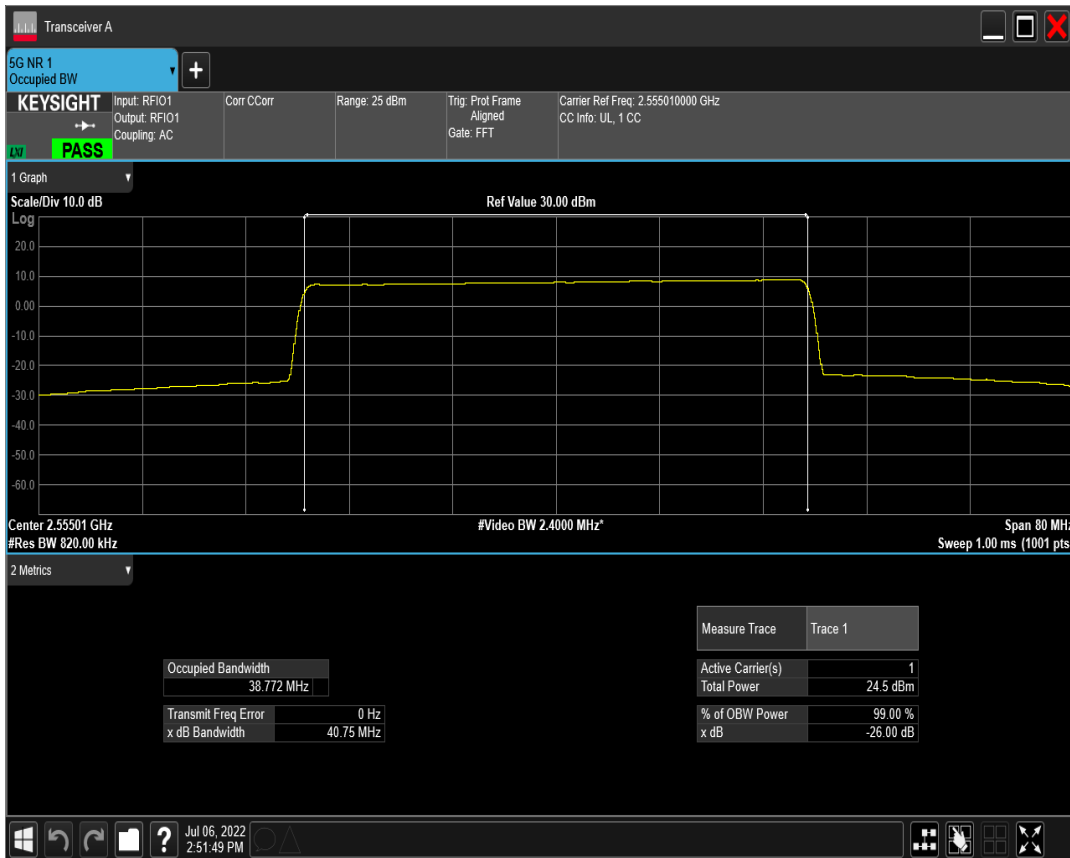 Transceiver A
5G NR 1
Occupied BW
KEYSIGHT
Input: RFIO1
Output: RFIO1
Coupling: AC
Corr CCorr
Range: 25 dBm
Trig: Prot Frame
Aligned
Gate: FFT
Carrier Ref Freq: 2.555010000 GHz
CC Info: UL, 1 CC
LXI
PASS
1 Graph
Scale/Div 10.0 dB
Ref Value 30.00 dBm
Log
20.0
10.0
0.00
-10.0
-20.0
-30.0
-40.0
-50.0
-60.0
Center 2.55501 GHz
#Video BW 2.4000 MHz*
Span 80 MHz
#Res BW 820.00 kHz
Sweep 1.00 ms (1001 pts
2 Metrics
Measure Trace Trace 1
Occupied Bandwidth
38.772 MHz
Active Carrier(s) 1
Total Power 24.5 dBm
Transmit Freq Error 0 Hz
x dB Bandwidth 40.75 MHz
% of OBW Power 99.00 %
x dB -26.00 dB
?
Jul 06, 2022
2:51:49 PM